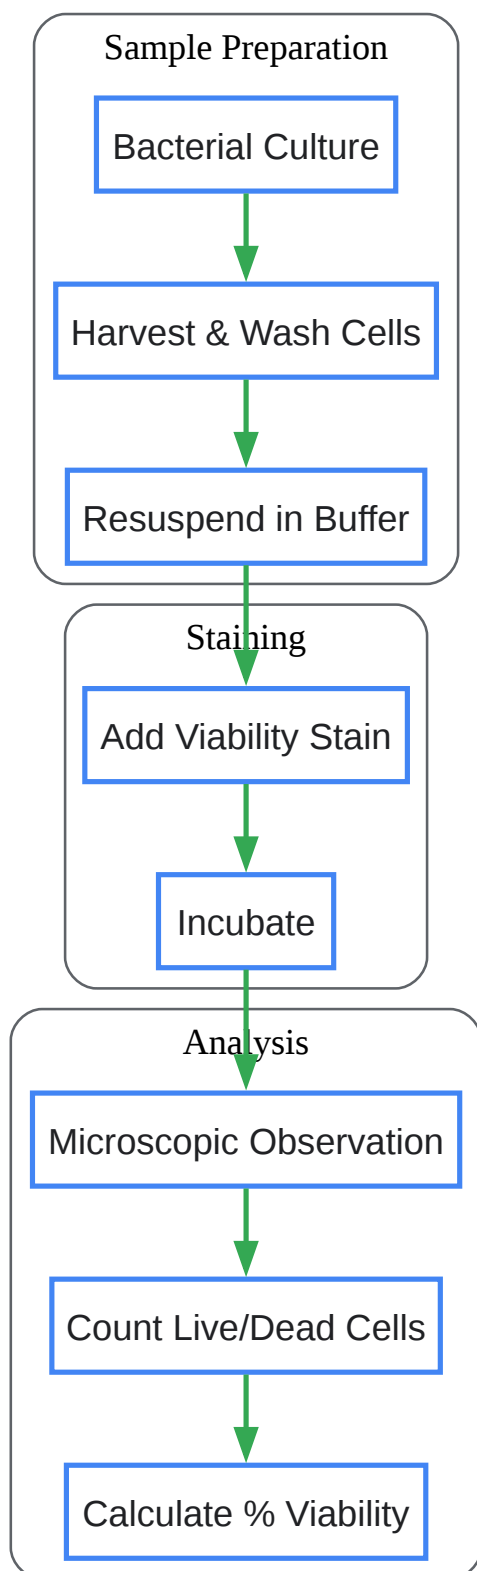 Sample Preparation
Bacterial Culture
Harvest & Wash Cells
Resuspend in Buffer
Staining
Add Viability Stain
Incubate
Analysis
Microscopic Observation
Count Live/Dead Cells
Calculate % Viability